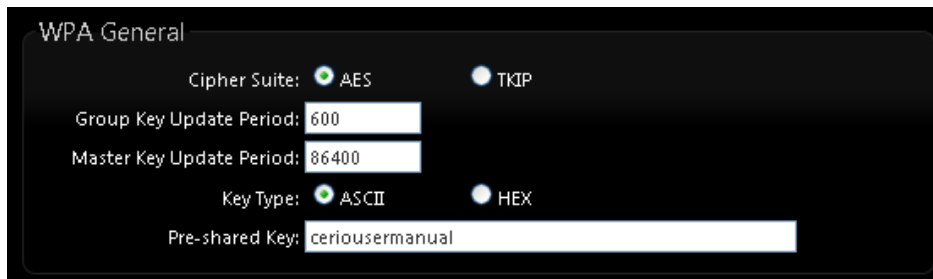 WPA General
Cipher Suite: AES TKIP
Group Key Update Period: 600
Master Key Update Period: 86400
Key Type: ASCII HEX
Pre-shared Key: ceriousermanual